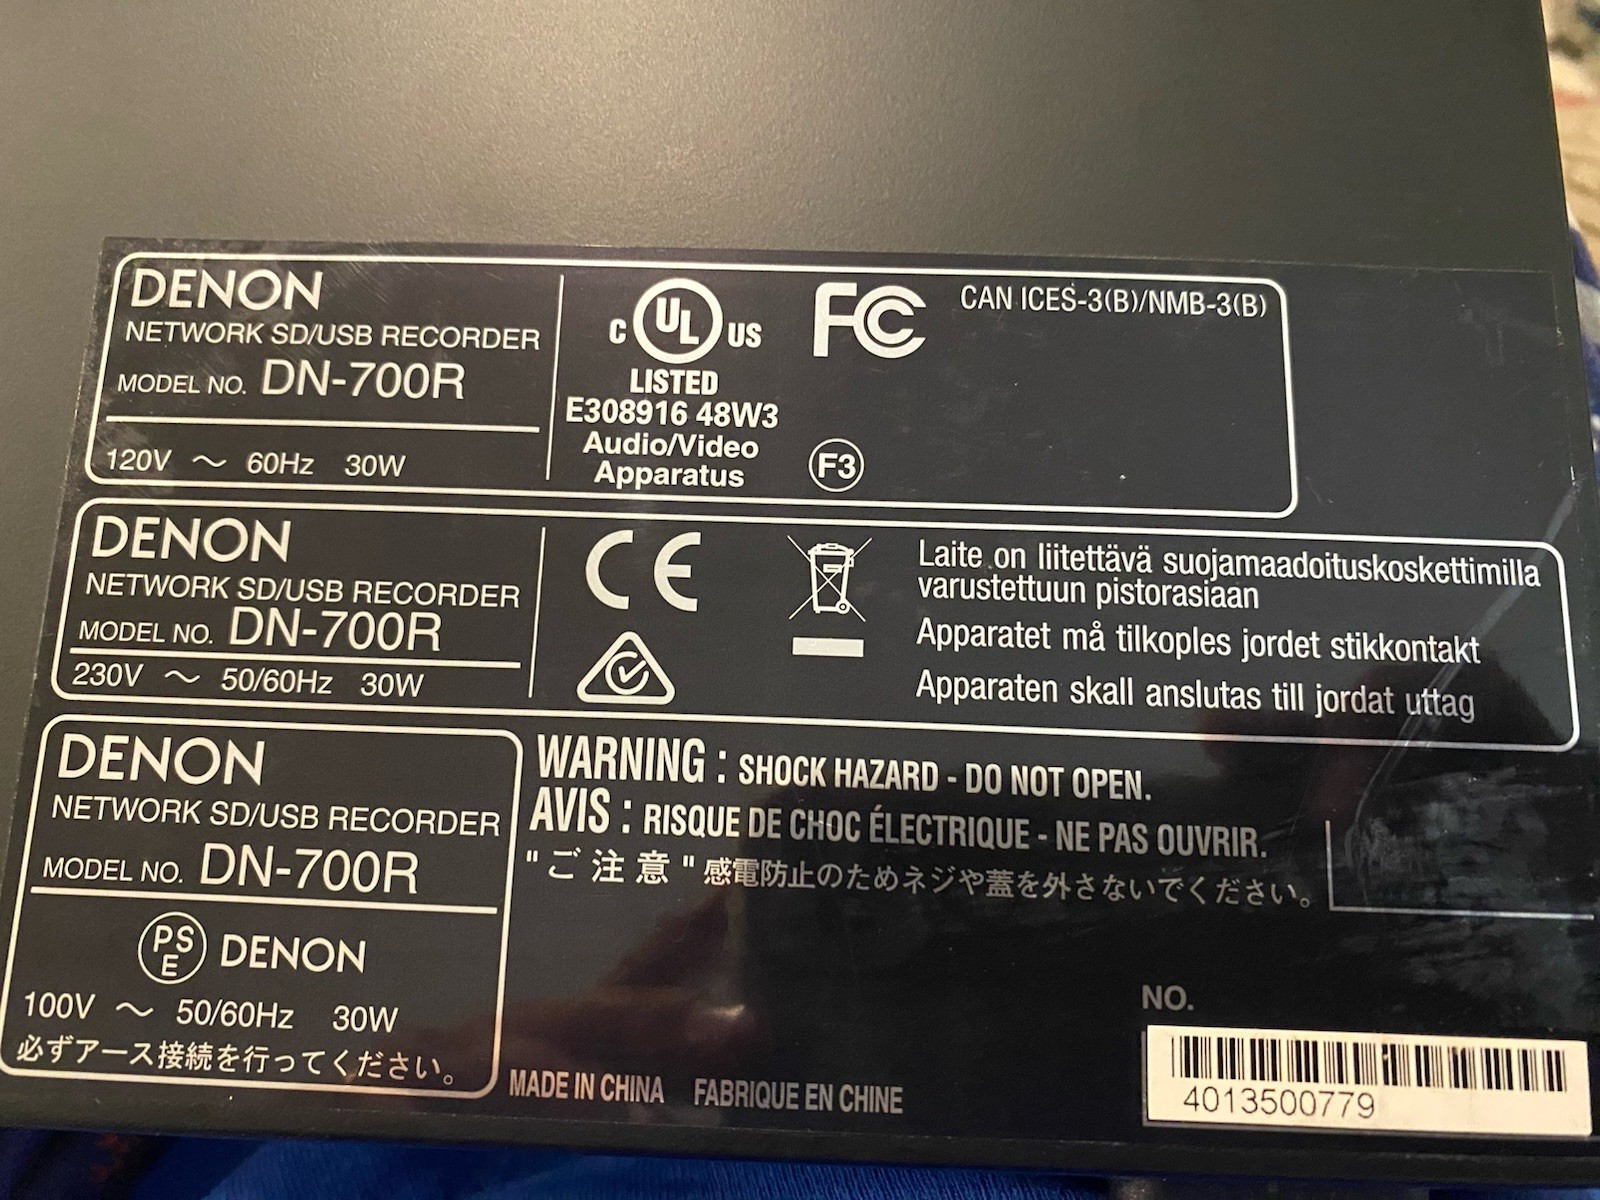 DENON
NETWORK SD/USB RECORDER
MODEL NO. DN-700R
120V ～ 60Hz 30W
C UL US
LISTED
E308916 48W3
Audio/Video
Apparatus
FC
F3
CAN ICES-3(B)/NMB-3(B)
DENON
NETWORK SD/USB RECORDER
MODEL NO. DN-700R
230V ～ 50/60Hz 30W
CE
Laite on liitettävä suojamaadoituskoskettimilla
varustettuun pistorasiaan
Apparatet må tilkoples jordet stikkontakt
Apparaten skall anslutas till jordat uttag
DENON
NETWORK SD/USB RECORDER
MODEL NO. DN-700R
PS
E
DENON
100V ～ 50/60Hz 30W
必ずアース接続を行ってください。
WARNING : SHOCK HAZARD - DO NOT OPEN.
AVIS : RISQUE DE CHOC ÉLECTRIQUE - NE PAS OUVRIR.
"ご注意"感電防止のためネジや蓋を外さないでください。
MADE IN CHINA FABRIQUE EN CHINE
NO.
4013500779